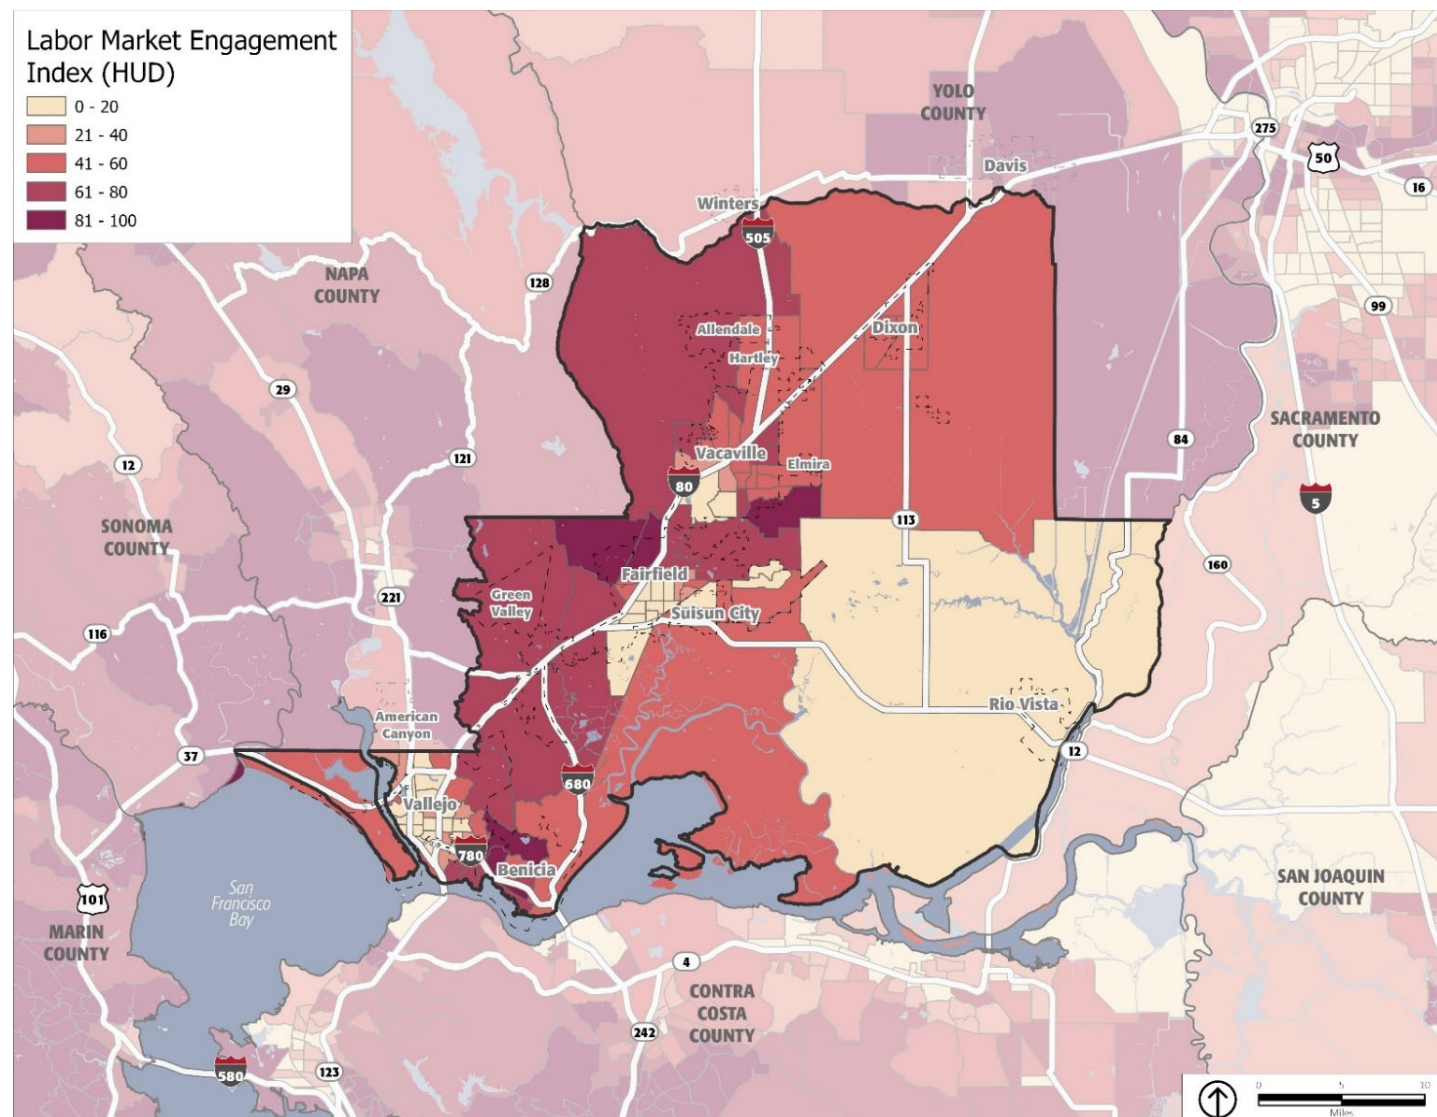 Labor Market Engagement
Index (HUD)
0 - 20
21 - 40
41 - 60
61 - 80
81 - 100
YOLO
COUNTY
275
50
Davis
16
Winters
505
NAPA
COUNTY
128
99
Allendale
Dixon
Hartley
29
SACRAMENTO
COUNTY
84
12
121
Vacaville
Elmira
80
5
SONOMA
COUNTY
113
160
Fairfield
Green
Valley
221
Suisun City
116
Rio Vista
American
Canyon
37
12
680
Vallejo
780
Benicia
San
Francisco
Bay
101
MARIN
COUNTY
SAN JOAQUIN
COUNTY
4
CONTRA
COSTA
COUNTY
242
580
123
0 5 10
Miles